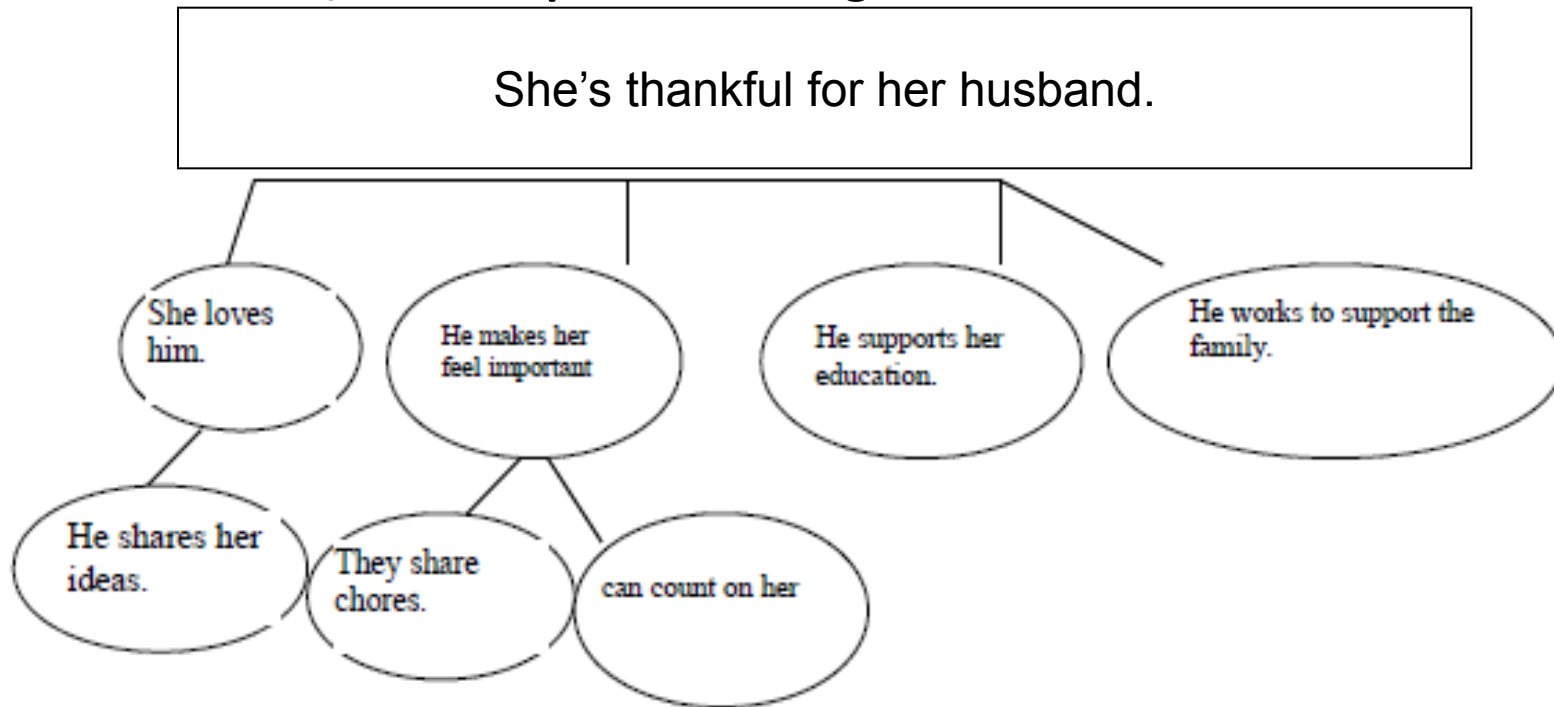 She’s thankful for her husband.
She loves
him.
He makes her
feel important
He supports her
education.
He works to support the
family.
He shares her
ideas.
They share
chores.
can count on her